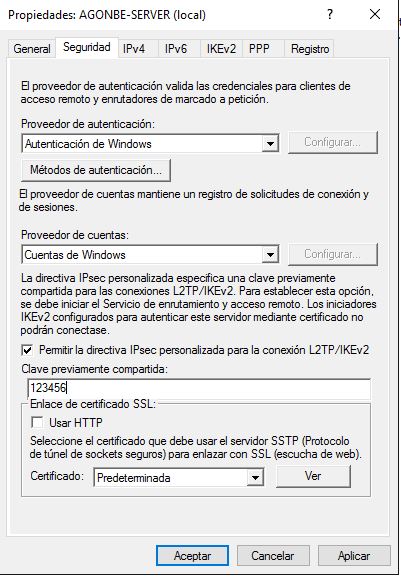 Propiedades: AGONBE-SERVER (local)
General Seguridad IPv4 IPv6 IKEv2 PPP Registro
El proveedor de autenticación valida las credenciales para clientes de
acceso remoto y enrutadores de marcado a petición.
Proveedor de autenticación:
Autenticación de Windows Configurar...
Métodos de autenticación...
El proveedor de cuentas mantiene un registro de solicitudes de conexión y
de sesiones.
Proveedor de cuentas:
Cuentas de Windows Configurar...
La directiva IPsec personalizada especifica una clave previamente
compartida para las conexiones L2TP/IKEv2. Para establecer esta opción,
se debe iniciar el Servicio de enrutamiento y acceso remoto. Los iniciadores
IKEv2 configurados para autenticar este servidor mediante certificado no
podrán conectase.
Permitir la directiva IPsec personalizada para la conexión L2TP/IKEv2
Clave previamente compartida:
123456
Enlace de certificado SSL:
Usar HTTP
Seleccione el certificado que debe usar el servidor SSTP (Protocolo
de túnel de sockets seguros) para enlazar con SSL (escucha de web).
Certificado: Predeterminada Ver
Aceptar Cancelar Aplicar